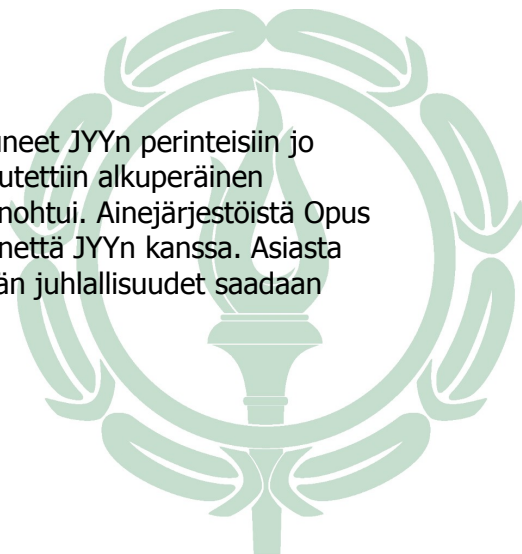 uneet JYYn perinteisiin jo
utettiin alkuperäinen
nohtui. Ainejärjestöistä Opus
nettä JYYn kanssa. Asiasta
än juhlallisuudet saadaan